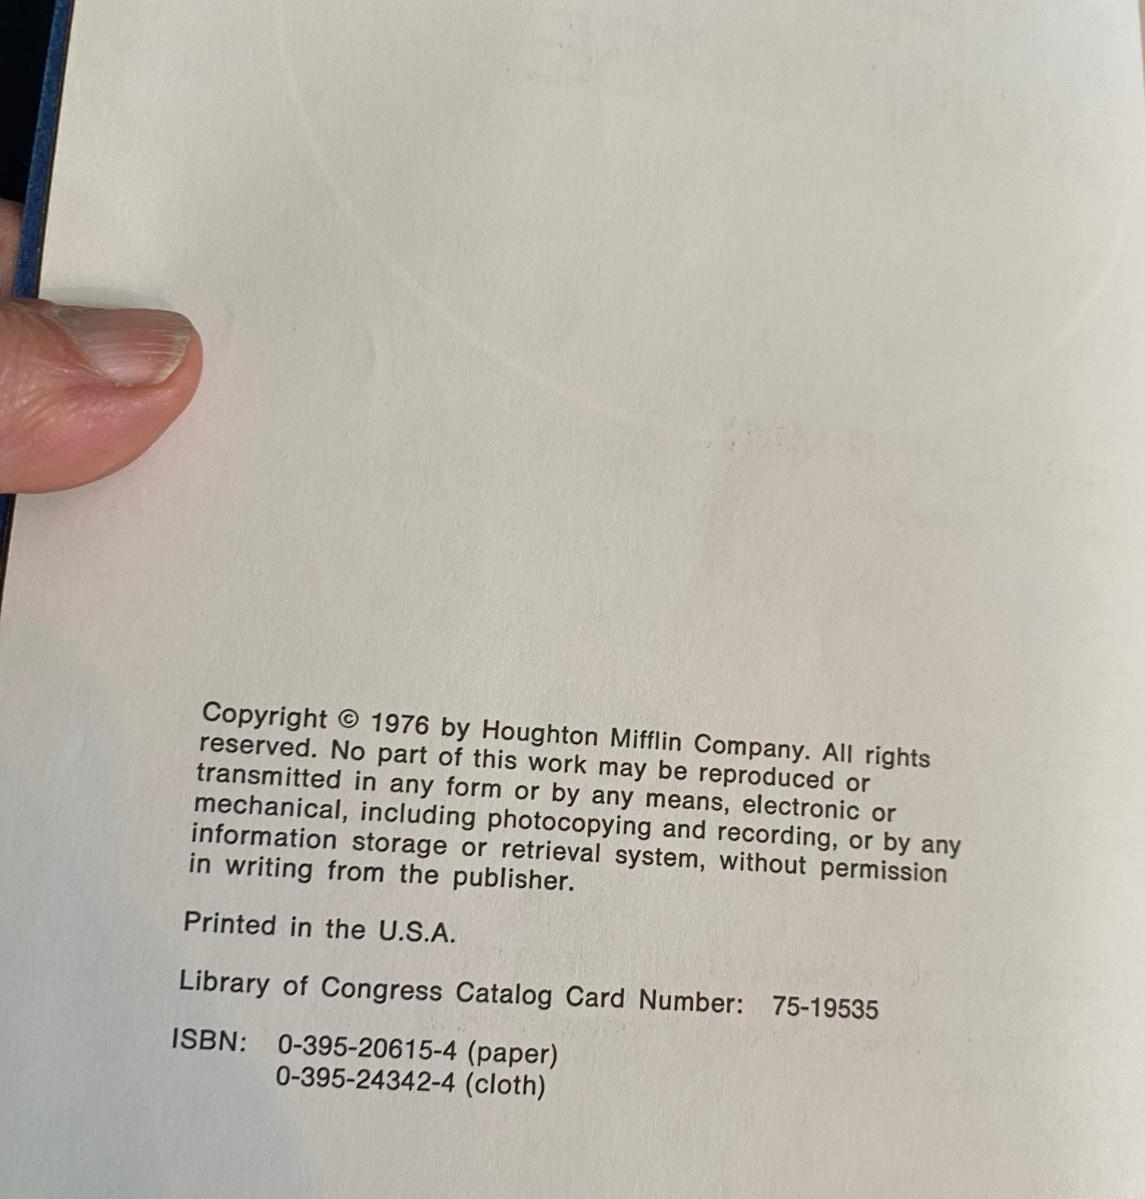 Copyright © 1976 by Houghton Mifflin Company. All rights
reserved. No part of this work may be reproduced or
transmitted in any form or by any means, electronic or
mechanical, including photocopying and recording, or by any
information storage or retrieval system, without permission
in writing from the publisher.
Printed in the U.S.A.
Library of Congress Catalog Card Number: 75-19535
ISBN: 0-395-20615-4 (paper)
0-395-24342-4 (cloth)